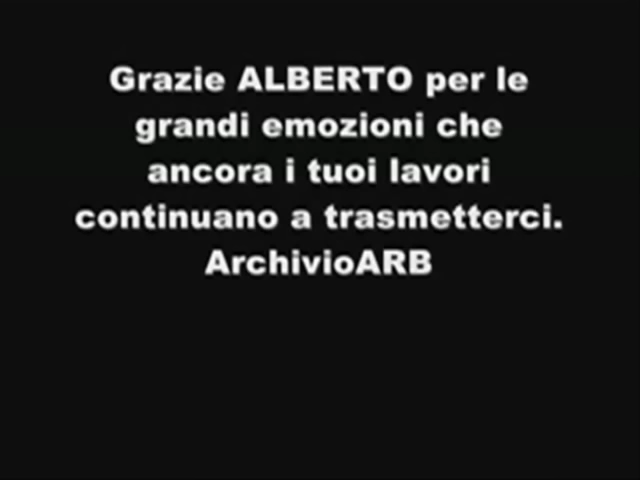 Grazie ALBERTO per le
grandi emozioni che
ancora i tuoi lavori
continuano a trasmetterci.
ArchivioARB